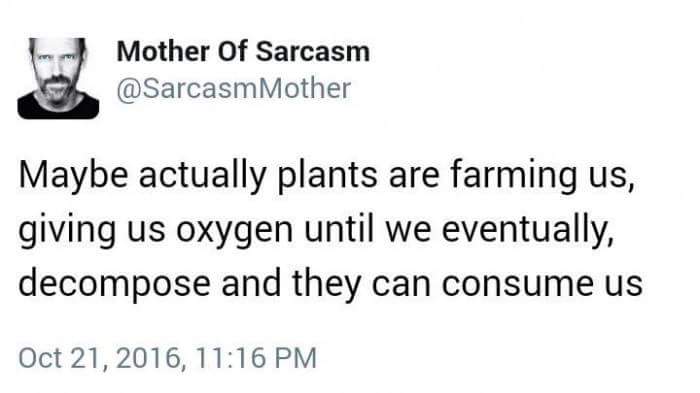 Mother Of Sarcasm
@SarcasmMother
Maybe actually plants are farming us,
giving us oxygen until we eventually,
decompose and they can consume us
Oct 21, 2016, 11:16 PM